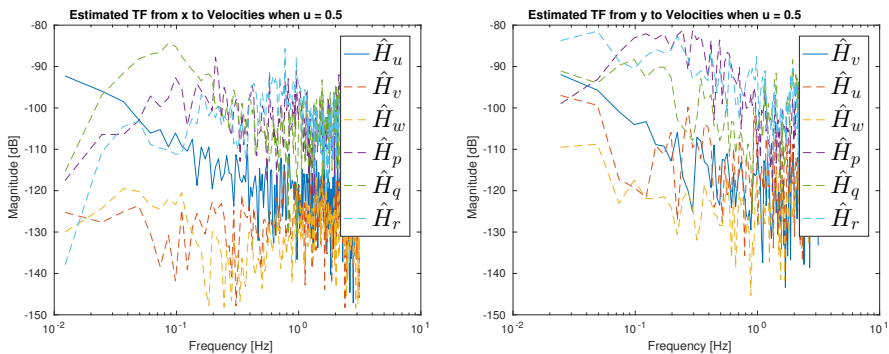 Estimated TF from x to Velocities when u = 0.5
-80
-90
-100
-110
-120
-130
-140
-150
Magnitude [dB]
10^-2
10^-1
10^0
10^1
Frequency [Hz]
Ĥ_u
Ĥ_v
Ĥ_w
Ĥ_p
Ĥ_q
Ĥ_r
Estimated TF from y to Velocities when u = 0.5
-80
-90
-100
-110
-120
-130
-140
-150
Magnitude [dB]
10^-2
10^-1
10^0
10^1
Frequency [Hz]
Ĥ_v
Ĥ_u
Ĥ_w
Ĥ_p
Ĥ_q
Ĥ_r